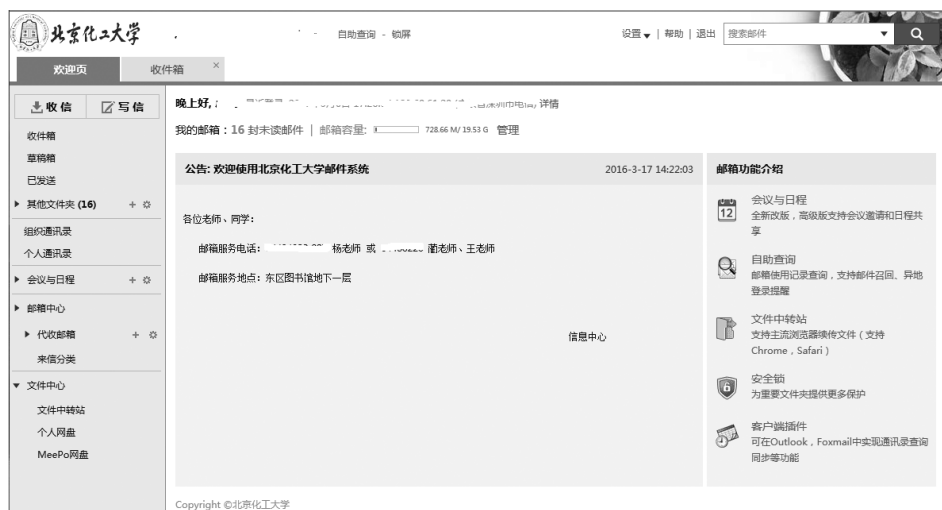 北京化工大学
自助查询 - 锁屏
设置 | 帮助 | 退出 搜索邮件
欢迎页 收件箱 ×
收信 写信
收件箱
草稿箱
已发送
其他文件夹 (16)
组织通讯录
个人通讯录
会议与日程
邮箱中心
代收邮箱
来信分类
文件中心
文件中转站
个人网盘
MeePo网盘
晚上好, 详情
我的邮箱：16 封未读邮件 | 邮箱容量: 728.66 M/ 19.53 G 管理
公告: 欢迎使用北京化工大学邮件系统 2016-3-17 14:22:03
各位老师、同学：
邮箱服务电话： 杨老师 或 蔺老师、王老师
邮箱服务地点：东区图书馆地下一层
信息中心
邮箱功能介绍
12
会议与日程
全新改版，高级版支持会议邀请和日程共
享
自助查询
邮箱使用记录查询，支持邮件召回、异地
登录提醒
文件中转站
支持主流浏览器续传文件（支持
Chrome，Safari）
安全锁
为重要文件夹提供更多保护
客户端插件
可在Outlook，Foxmail中实现通讯录查询
同步等功能
Copyright ©北京化工大学